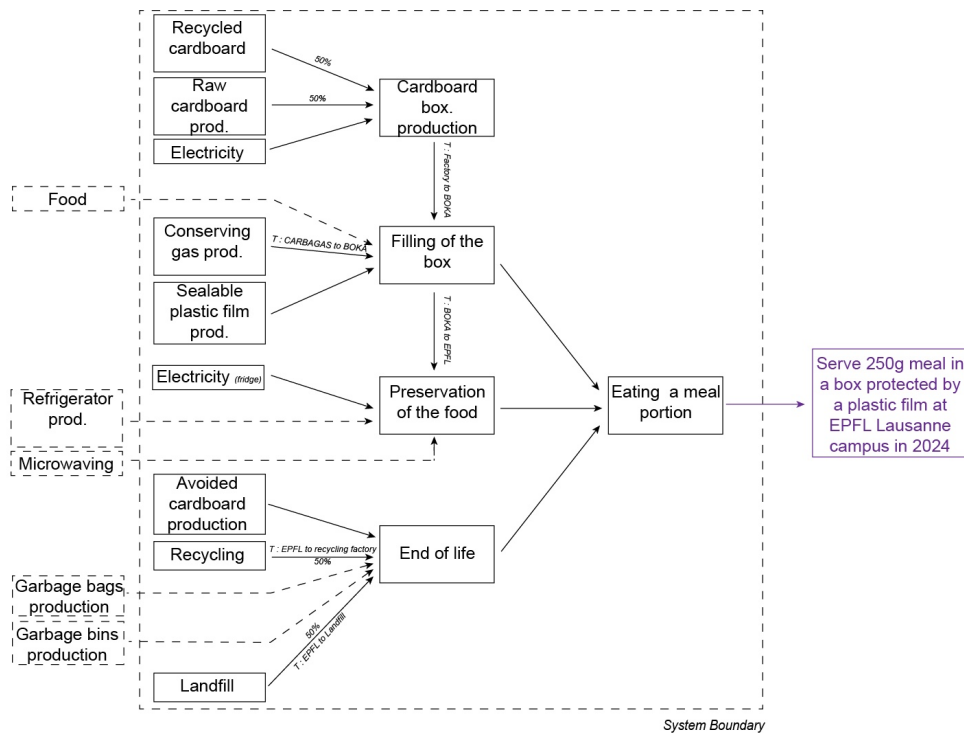 Recycled
cardboard
50%
Raw
cardboard
prod.
50%
Electricity
Cardboard
box.
production
T : Factory to BOKA
Food
Conserving
gas prod.
T : CARBAGAS to BOKA
Filling of the
box
Sealable
plastic film
prod.
T : BOKA to EPFL
Electricity (fridge)
Preservation
of the food
Refrigerator
prod.
Microwaving
Eating a meal
portion
Serve 250g meal in
a box protected by
a plastic film at
EPFL Lausanne
campus in 2024
Avoided
cardboard
production
Recycling
T : EPFL to recycling factory
50%
End of life
Garbage bags
production
Garbage bins
production
50%
T : EPFL to Landfill
Landfill
System Boundary